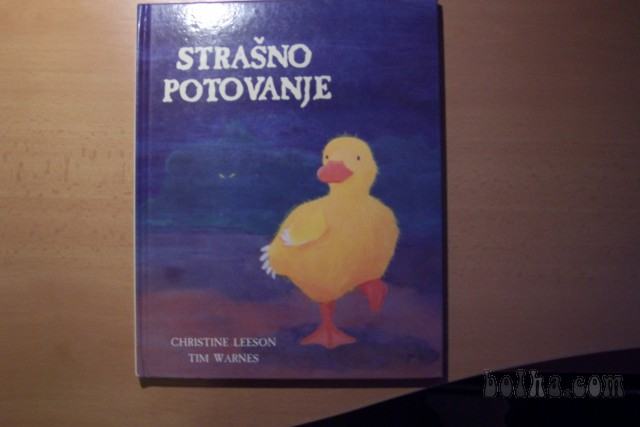 STRAŠNO
POTOVANJE
CHRISTINE LEESON
TIM WARNES
bolha.com